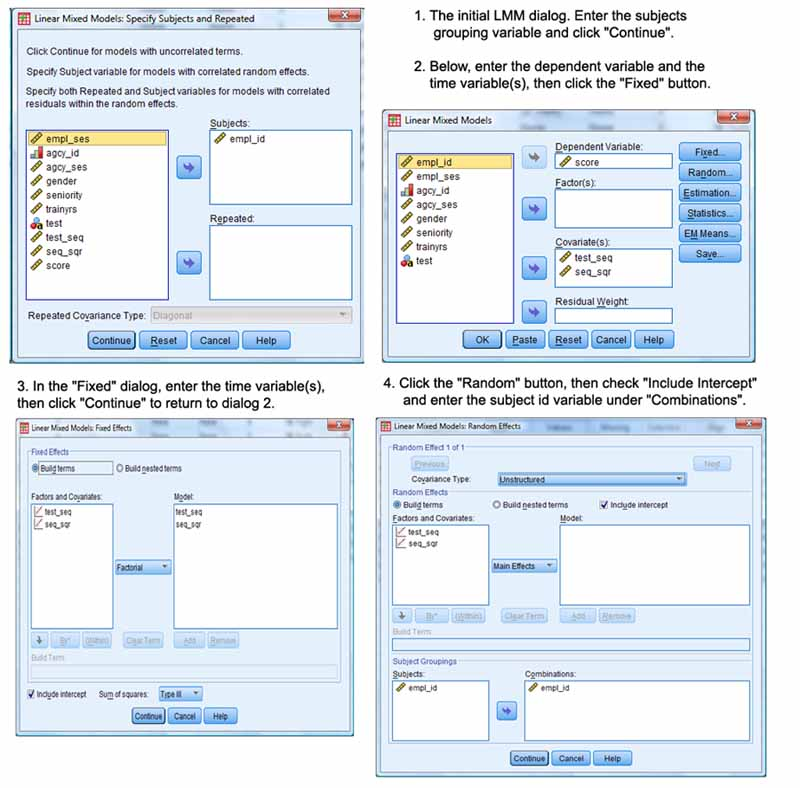 Linear Mixed Models: Specify Subjects and Repeated
Click Continue for models with uncorrelated terms.
Specify Subject variable for models with correlated random effects.
Specify both Repeated and Subject variables for models with correlated
residuals within the random effects.
empl_ses
agcy_id
agcy_ses
gender
seniority
trainyrs
test
test_seq
seq_sqr
score
Subjects:
empl_id
Repeated:
Repeated Covariance Type: Diagonal
Continue Reset Cancel Help
1. The initial LMM dialog. Enter the subjects
grouping variable and click "Continue".
2. Below, enter the dependent variable and the
time variable(s), then click the "Fixed" button.
Linear Mixed Models
empl_id
empl_ses
agcy_id
agcy_ses
gender
seniority
trainyrs
test
Dependent Variable:
score
Factor(s):
Covariate(s):
test_seq
seq_sqr
Residual Weight:
Fixed...
Random...
Estimation...
Statistics...
EM Means...
Save...
OK Paste Reset Cancel Help
3. In the "Fixed" dialog, enter the time variable(s),
then click "Continue" to return to dialog 2.
Linear Mixed Models: Fixed Effects
Fixed Effects
Build terms Build nested terms
Factors and Covariates:
test_seq
seq_sqr
Factorial
Model:
test_seq
seq_sqr
By* (Within) Clear Term Add Remove
Build Term:
Include intercept Sum of squares: Type III
Continue Cancel Help
4. Click the "Random" button, then check "Include Intercept"
and enter the subject id variable under "Combinations".
Linear Mixed Models: Random Effects
Random Effect 1 of 1
Previous Next
Covariance Type: Unstructured
Random Effects
Build terms Build nested terms Include intercept
Factors and Covariates:
test_seq
seq_sqr
Main Effects
Model:
By* (Within) Clear Term Add Remove
Build Term:
Subject Groupings
Subjects:
empl_id
Combinations:
empl_id
Continue Cancel Help